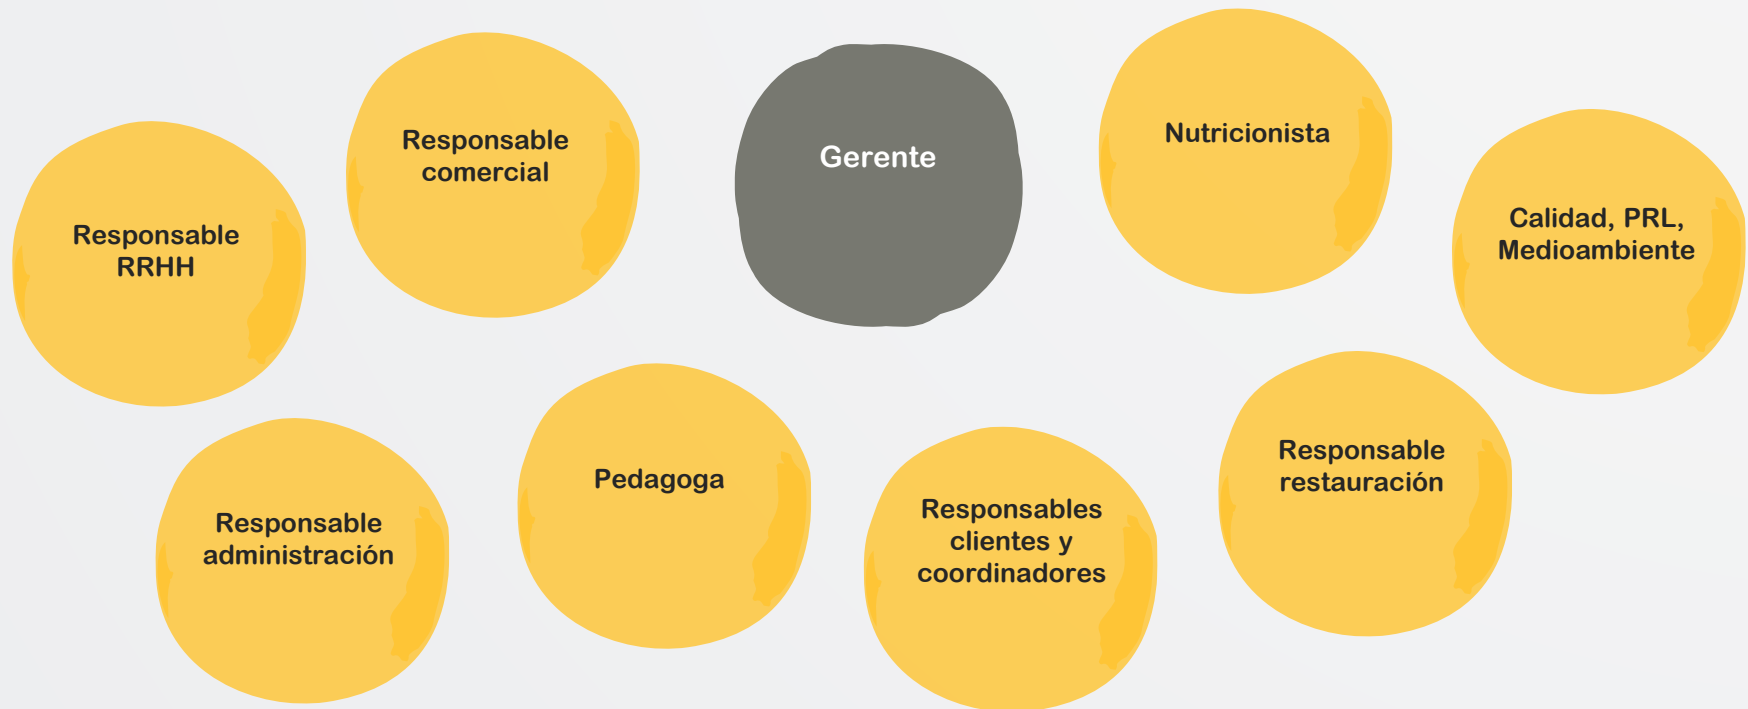 Responsable
RRHH
Responsable
comercial
Gerente
Nutricionista
Calidad, PRL,
Medioambiente
Responsable
administración
Pedagoga
Responsables
clientes y
coordinadores
Responsable
restauración